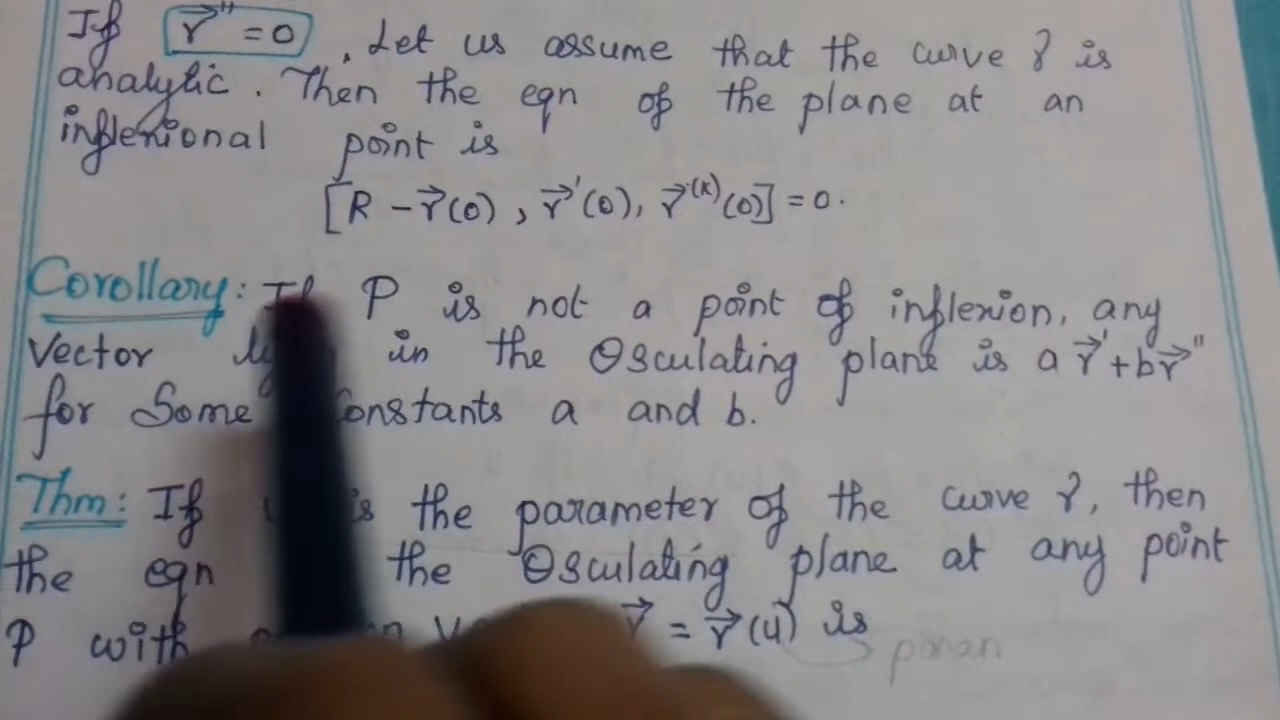 If r⃗″ = 0, Let us assume that the curve γ is
analytic. Then the eqn of the plane at an
inflexional point is
[R − r⃗(0), r⃗′(0), r⃗⁽ᵏ⁾(0)] = 0.
Corollary: If P is not a point of inflexion, any
vector in the Osculating plane is a r⃗′ + b r⃗″
for Some Constants a and b.
Thm: If is the parameter of the curve γ, then
the eqn the Osculating plane at any point
P with r⃗ = r⃗(u) is